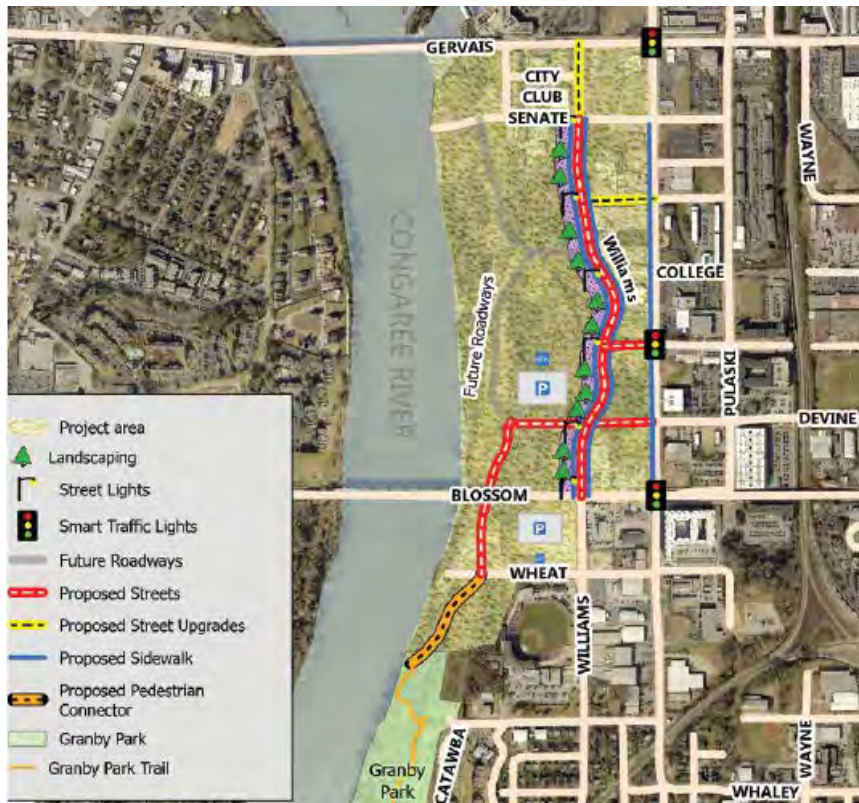 GERVAIS
CITY
CLUB
SENATE
WAYNE
CONGAREE RIVER
Williams
COLLEGE
Future Roadways
P
PULASKI
DEVINE
BLOSSOM
P
WHEAT
WILLIAMS
CATAWBA
WAYNE
WHALEY
Granby
Park
Project area
Landscaping
Street Lights
Smart Traffic Lights
Future Roadways
Proposed Streets
Proposed Street Upgrades
Proposed Sidewalk
Proposed Pedestrian
Connector
Granby Park
Granby Park Trail